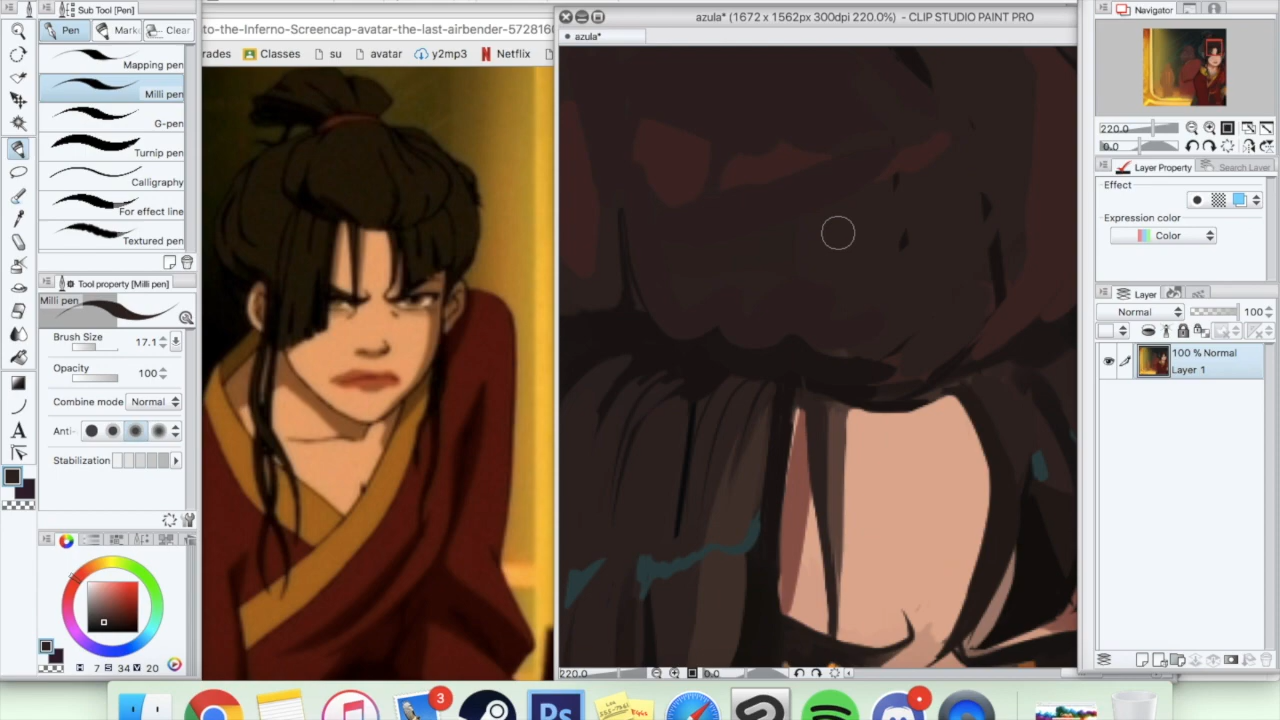 Sub Tool [Pen]
Pen
Mark
Clear
Mapping pen
Milli pen
G-pen
Turnip pen
Calligraphy
For effect line
Textured pen
Tool property [Milli pen]
Milli pen
Brush Size
17.1
Opacity
100
Combine mode
Normal
Anti-
Stabilization
7
S
34
V
20
to-the-Inferno-Screencap-avatar-the-last-airbender-5728160
rades
Classes
su
avatar
y2mp3
Netflix
azula* (1672 x 1562px 300dpi 220.0%) - CLIP STUDIO PAINT PRO
azula*
220.0
0.0
Navigator
220.0
0.0
Layer Property
Search Layer
Effect
Expression color
Color
Layer
Normal
100
100 % Normal
Layer 1
3
Ps